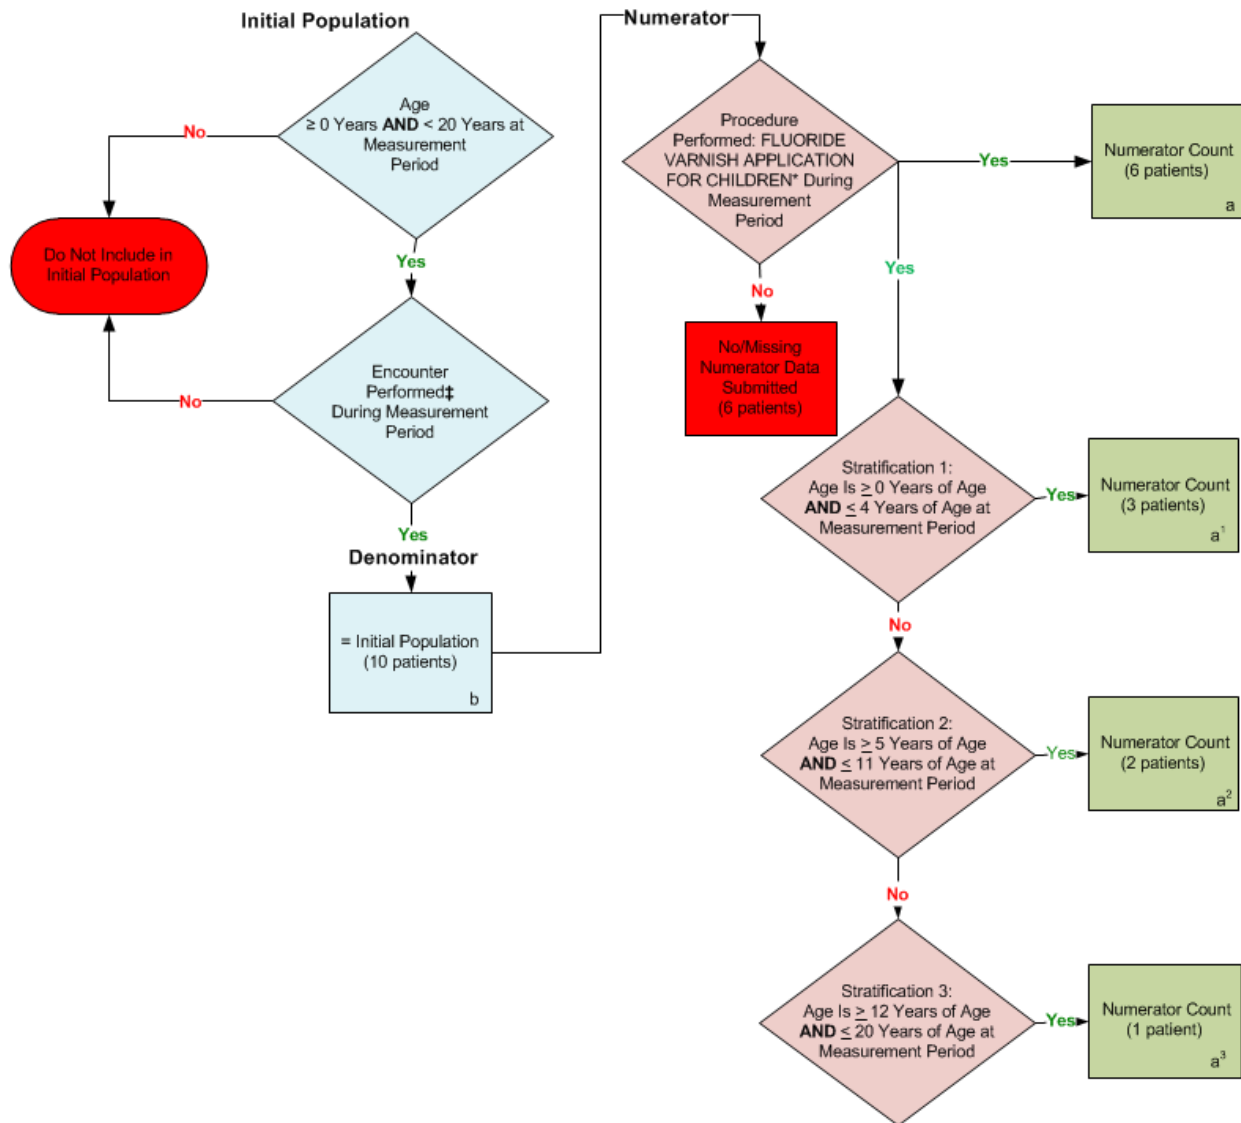 Initial Population
Age
≥ 0 Years AND < 20 Years at
Measurement
Period
No
Do Not Include in
Initial Population
Yes
Encounter
Performed‡
During Measurement
Period
No
Yes
Denominator
= Initial Population
(10 patients)
b
Numerator
Procedure
Performed: FLUORIDE
VARNISH APPLICATION
FOR CHILDREN* During
Measurement
Period
Yes
Numerator Count
(6 patients)
a
No
No/Missing
Numerator Data
Submitted
(6 patients)
Yes
Stratification 1:
Age Is ≥ 0 Years of Age
AND ≤ 4 Years of Age at
Measurement Period
Yes
Numerator Count
(3 patients)
a¹
No
Stratification 2:
Age Is ≥ 5 Years of Age
AND ≤ 11 Years of Age at
Measurement Period
Yes
Numerator Count
(2 patients)
a²
No
Stratification 3:
Age Is ≥ 12 Years of Age
AND ≤ 20 Years of Age at
Measurement Period
Yes
Numerator Count
(1 patient)
a³